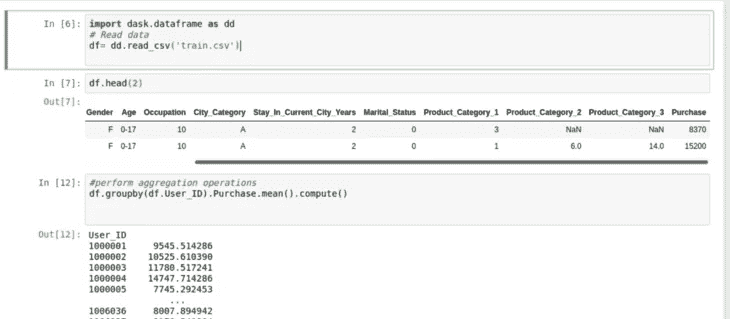 In [6]: import dask.dataframe as dd
# Read data
df= dd.read_csv('train.csv')
In [7]: df.head(2)
Out[7]:
Gender Age Occupation City_Category Stay_In_Current_City_Years Marital_Status Product_Category_1 Product_Category_2 Product_Category_3 Purchase
F 0-17 10 A 2 0 3 NaN NaN 8370
F 0-17 10 A 2 0 1 6.0 14.0 15200
In [12]: #perform aggregation operations
df.groupby(df.User_ID).Purchase.mean().compute()
Out[12]: User_ID
1000001 9545.514286
1000002 10525.610390
1000003 11780.517241
1000004 14747.714286
1000005 7745.292453
...
1006036 8007.894942